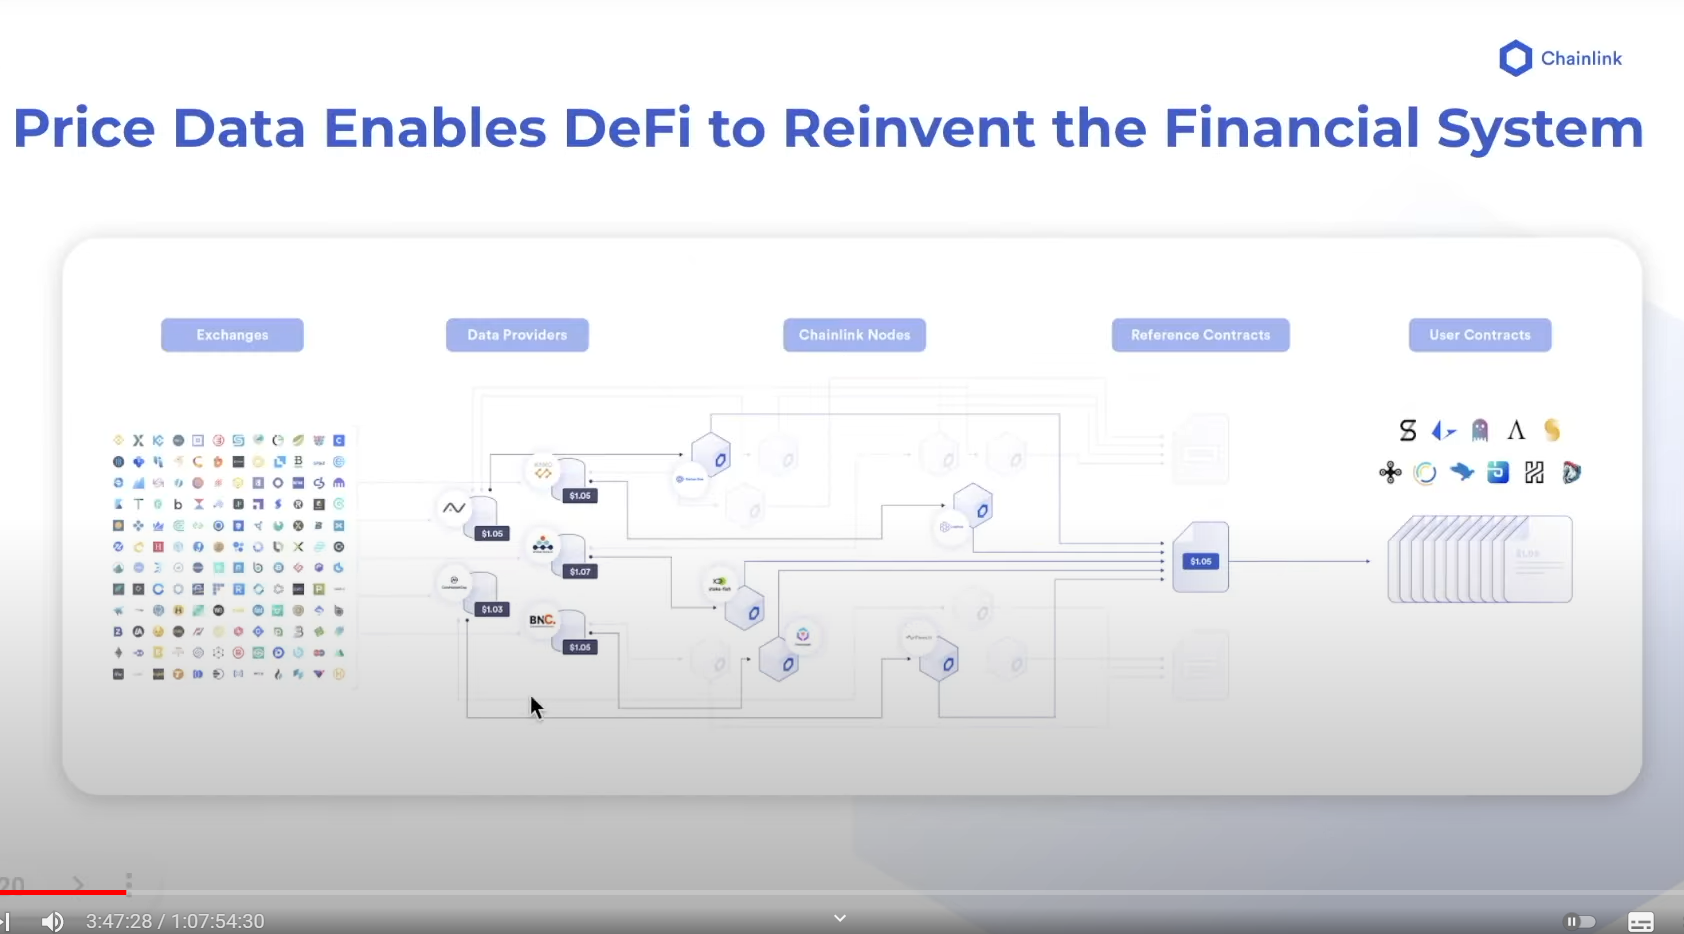 Chainlink
Price Data Enables DeFi to Reinvent the Financial System
Exchanges
Data Providers
Chainlink Nodes
Reference Contracts
User Contracts
$1.05
$1.05
$1.07
$1.03
BNC.
$1.05
$1.05
20
3:47:28 / 1:07:54:30